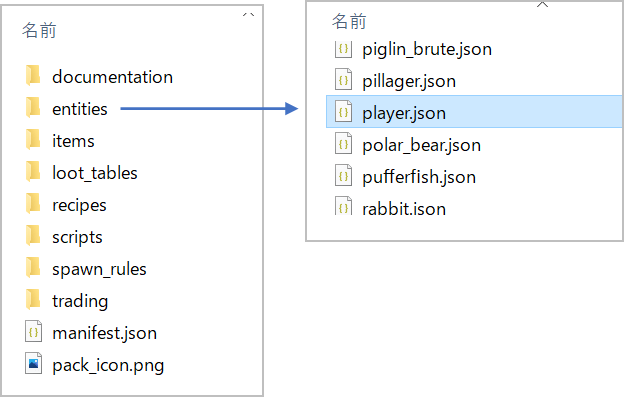 名前
documentation
entities
items
loot_tables
recipes
scripts
spawn_rules
trading
manifest.json
pack_icon.png
名前
piglin_brute.json
pillager.json
player.json
polar_bear.json
pufferfish.json
rabbit.json